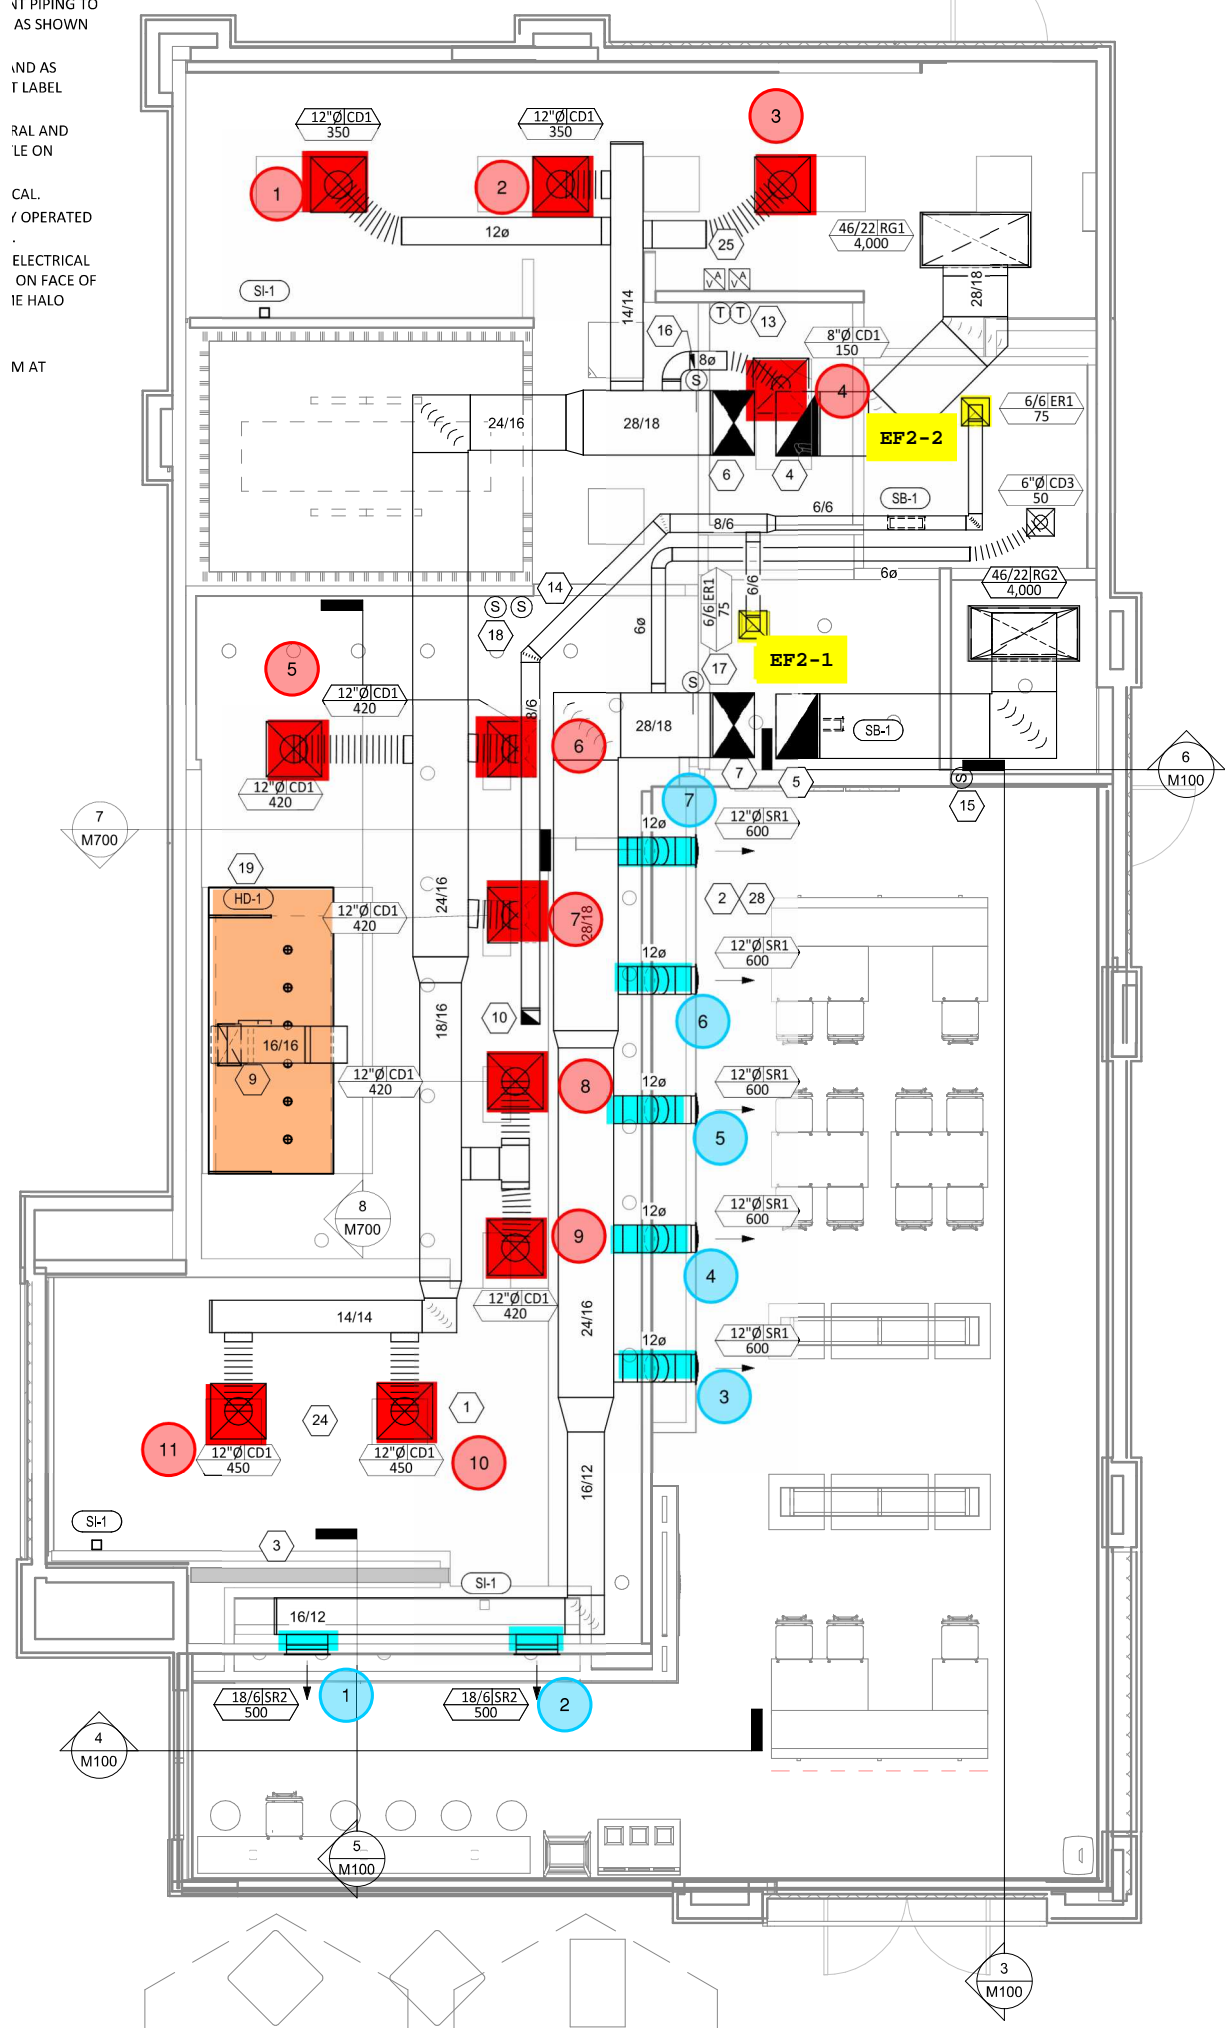 NT PIPING TO
AS SHOWN
AND AS
T LABEL
RAL AND
LE ON
CAL.
Y OPERATED
.
ELECTRICAL
ON FACE OF
IE HALO
M AT
12"Ø CD1
350
12"Ø CD1
350
3
1
2
12ø
25
46/22 RG1
4,000
28/18
SI-1
14/14
V A
V A
T T
13
16
8"Ø CD1
150
8ø
S
4
24/16
28/18
6
4
EF2-2
6/6 ER1
75
6"Ø CD3
50
SB-1
6/6
8/6
6ø
46/22 RG2
4,000
14
S S
18
6ø
6/6 ER1
75
6/6
EF2-1
17
S
5
12"Ø CD1
420
8/6
6
28/18
SB-1
7
5
S
15
6
M100
12"Ø CD1
420
7
12ø
12"Ø SR1
600
7
M700
19
HD-1
24/16
12"Ø CD1
420
7
28/18
2
28
12ø
12"Ø SR1
600
6
10
18/16
16/16
9
12"Ø CD1
420
8
12ø
12"Ø SR1
600
5
8
M700
9
12ø
12"Ø SR1
600
4
12"Ø CD1
420
24/16
14/14
12ø
12"Ø SR1
600
3
24
1
11
12"Ø CD1
450
12"Ø CD1
450
10
16/12
SI-1
3
SI-1
16/12
18/6 SR2
500
1
18/6 SR2
500
2
4
M100
5
M100
3
M100